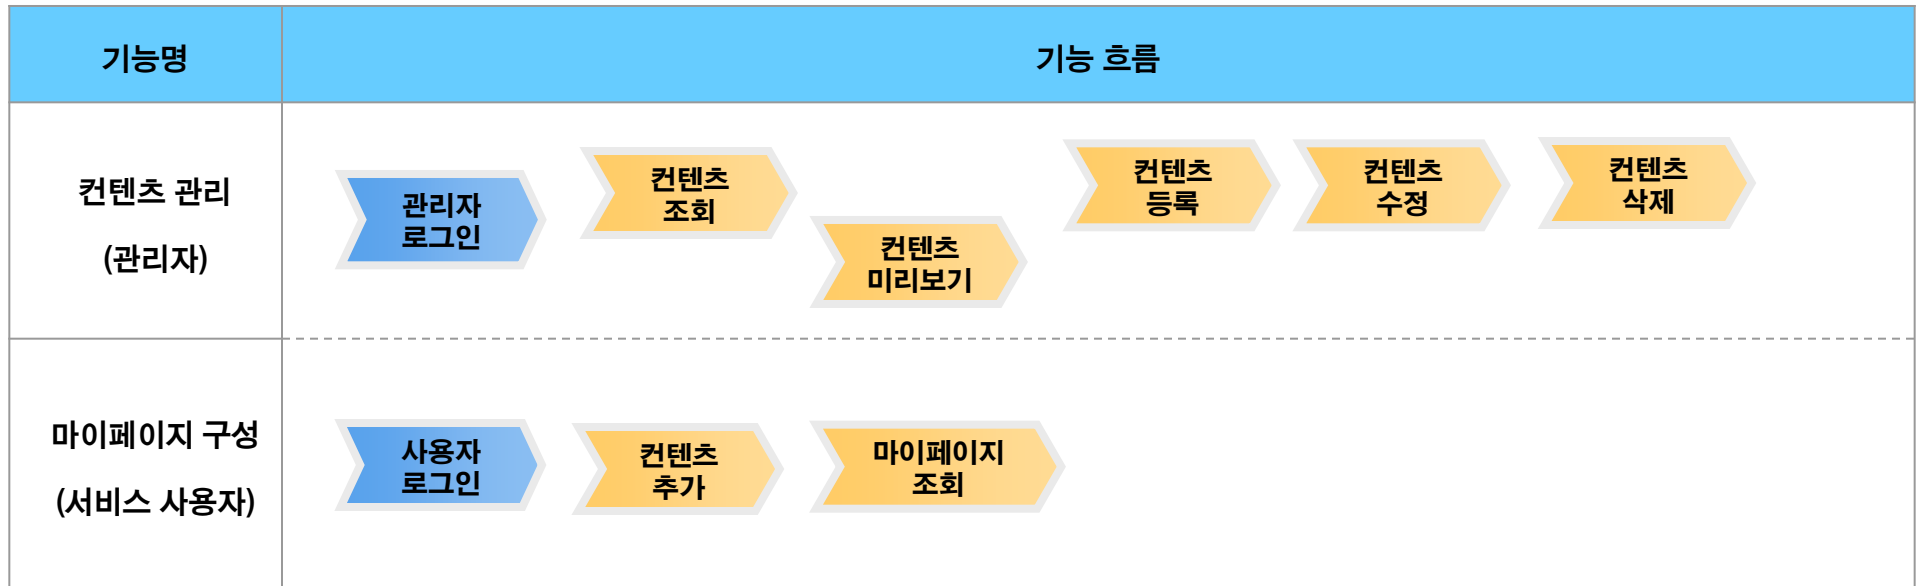 기능명
기능 흐름
컨텐츠 관리
(관리자)
관리자
로그인
컨텐츠
조회
컨텐츠
미리보기
컨텐츠
등록
컨텐츠
수정
컨텐츠
삭제
마이페이지 구성
(서비스 사용자)
사용자
로그인
컨텐츠
추가
마이페이지
조회